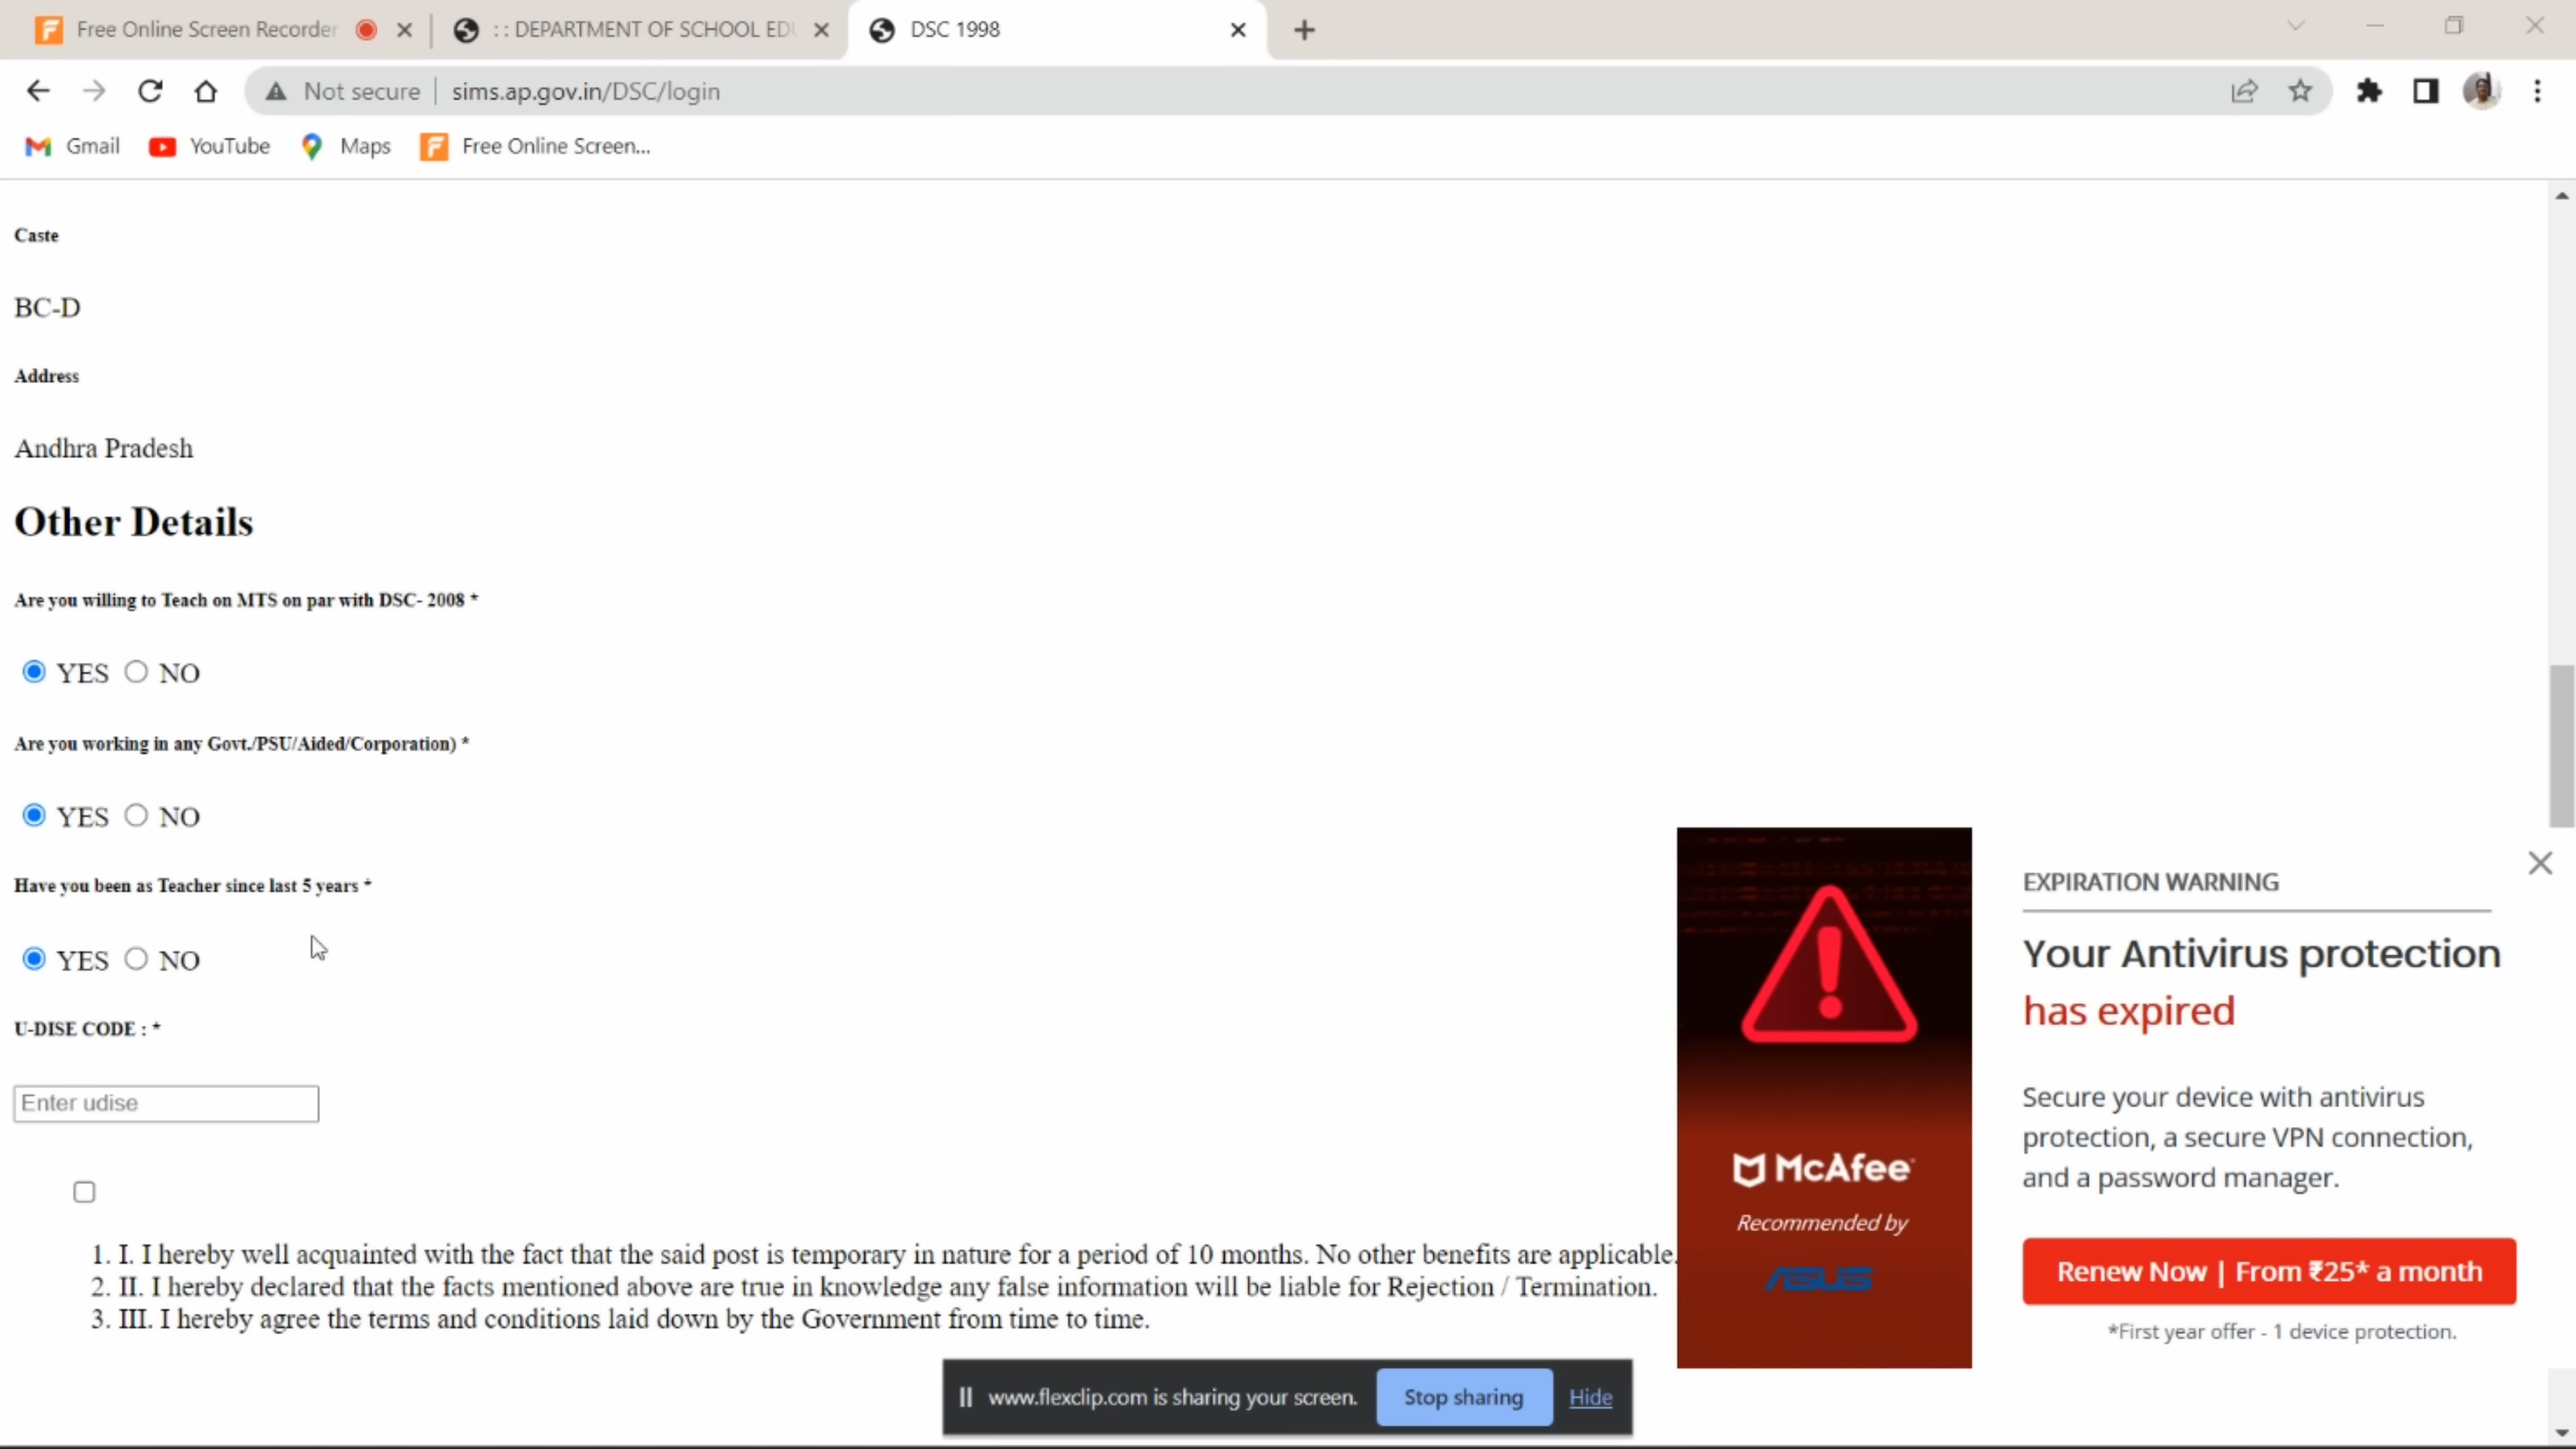 Free Online Screen Recorder
: : DEPARTMENT OF SCHOOL EDU
DSC 1998
Not secure
sims.ap.gov.in/DSC/login
Gmail
YouTube
Maps
Free Online Screen...
Caste
BC-D
Address
Andhra Pradesh
Other Details
Are you willing to Teach on MTS on par with DSC- 2008 *
YES NO
Are you working in any Govt./PSU/Aided/Corporation) *
YES NO
Have you been as Teacher since last 5 years *
YES NO
U-DISE CODE : *
Enter udise
1. I. I hereby well acquainted with the fact that the said post is temporary in nature for a period of 10 months. No other benefits are applicable.
2. II. I hereby declared that the facts mentioned above are true in knowledge any false information will be liable for Rejection / Termination.
3. III. I hereby agree the terms and conditions laid down by the Government from time to time.
McAfee
Recommended by
ASUS
EXPIRATION WARNING
Your Antivirus protection
has expired
Secure your device with antivirus
protection, a secure VPN connection,
and a password manager.
Renew Now | From ₹25* a month
*First year offer - 1 device protection.
www.flexclip.com is sharing your screen.
Stop sharing
Hide